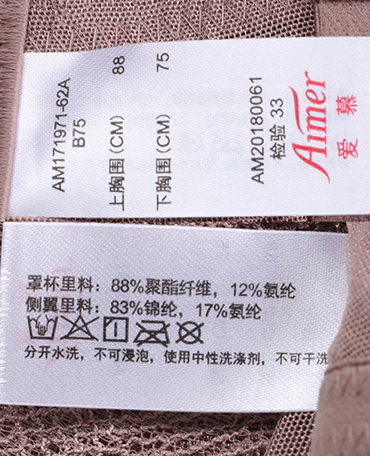 AM171971-62A
B75
上胸围(CM) 88
下胸围(CM) 75
AM20180061
检验 33
Aimer
爱慕
罩杯里料：88%聚酯纤维，12%氨纶
侧翼里料：83%锦纶，17%氨纶
分开水洗，不可浸泡，使用中性洗涤剂，不可干洗